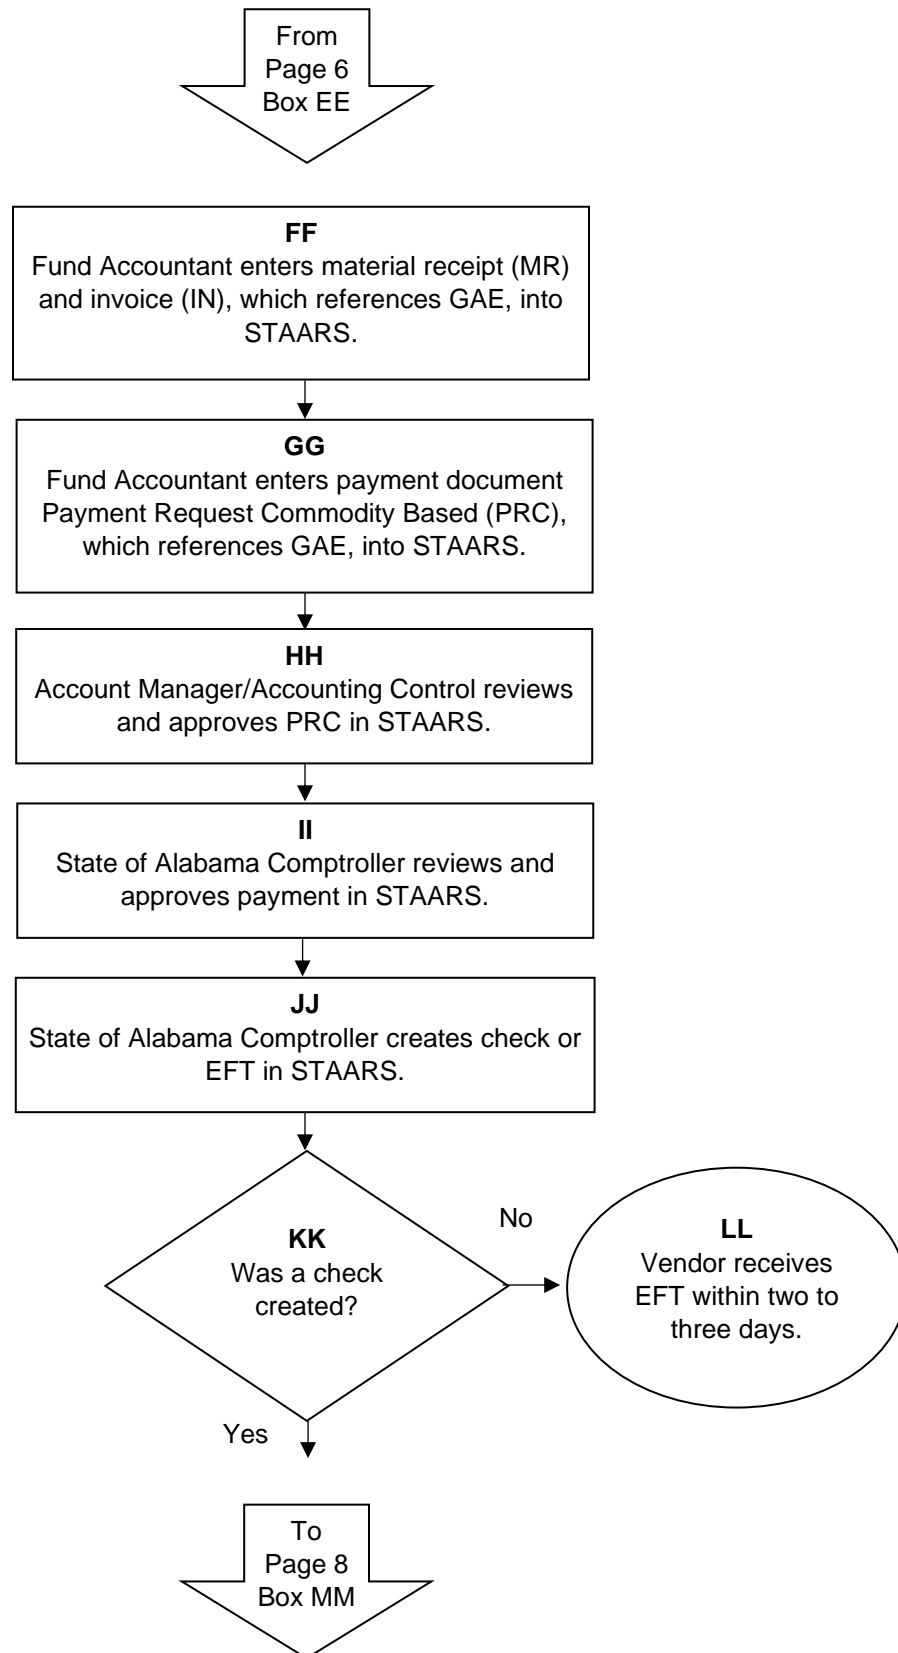 From
Page 6
Box EE
FF
Fund Accountant enters material receipt (MR)
and invoice (IN), which references GAE, into
STAARS.
GG
Fund Accountant enters payment document
Payment Request Commodity Based (PRC),
which references GAE, into STAARS.
HH
Account Manager/Accounting Control reviews
and approves PRC in STAARS.
II
State of Alabama Comptroller reviews and
approves payment in STAARS.
JJ
State of Alabama Comptroller creates check or
EFT in STAARS.
KK
Was a check
created?
No
LL
Vendor receives
EFT within two to
three days.
Yes
To
Page 8
Box MM